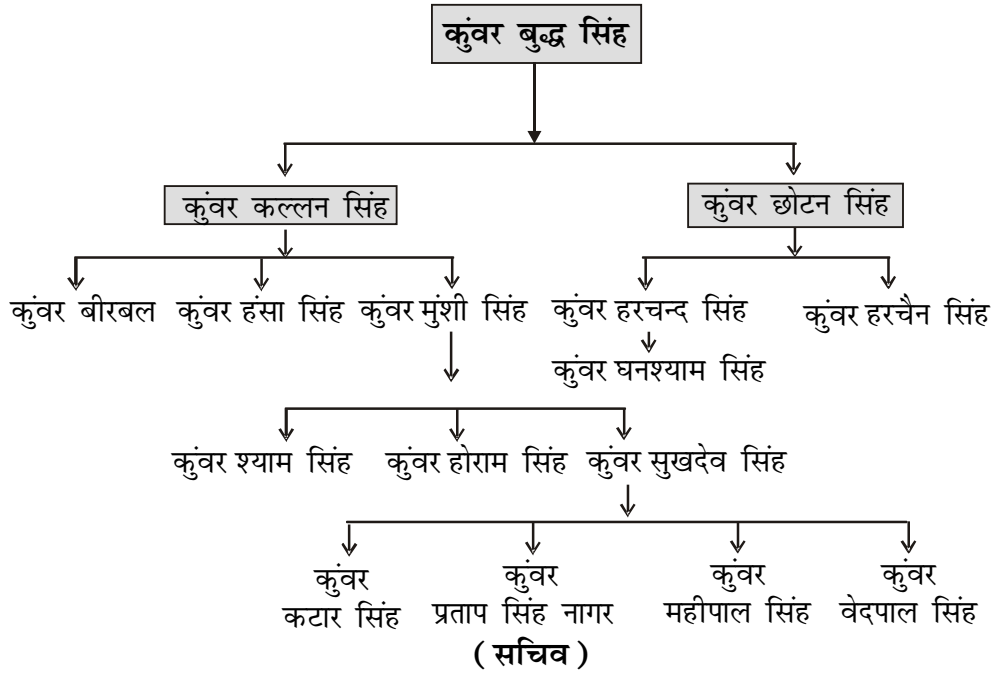 कुंवर बुद्ध सिंह
कुंवर कल्लन सिंह
कुंवर छोटन सिंह
कुंवर बीरबल
कुंवर हंसा सिंह
कुंवर मुंशी सिंह
कुंवर हरचन्द सिंह
कुंवर हरचैन सिंह
कुंवर घनश्याम सिंह
कुंवर श्याम सिंह
कुंवर होराम सिंह
कुंवर सुखदेव सिंह
कुंवर
कटार सिंह
कुंवर
प्रताप सिंह नागर
(सचिव)
कुंवर
महीपाल सिंह
कुंवर
वेदपाल सिंह